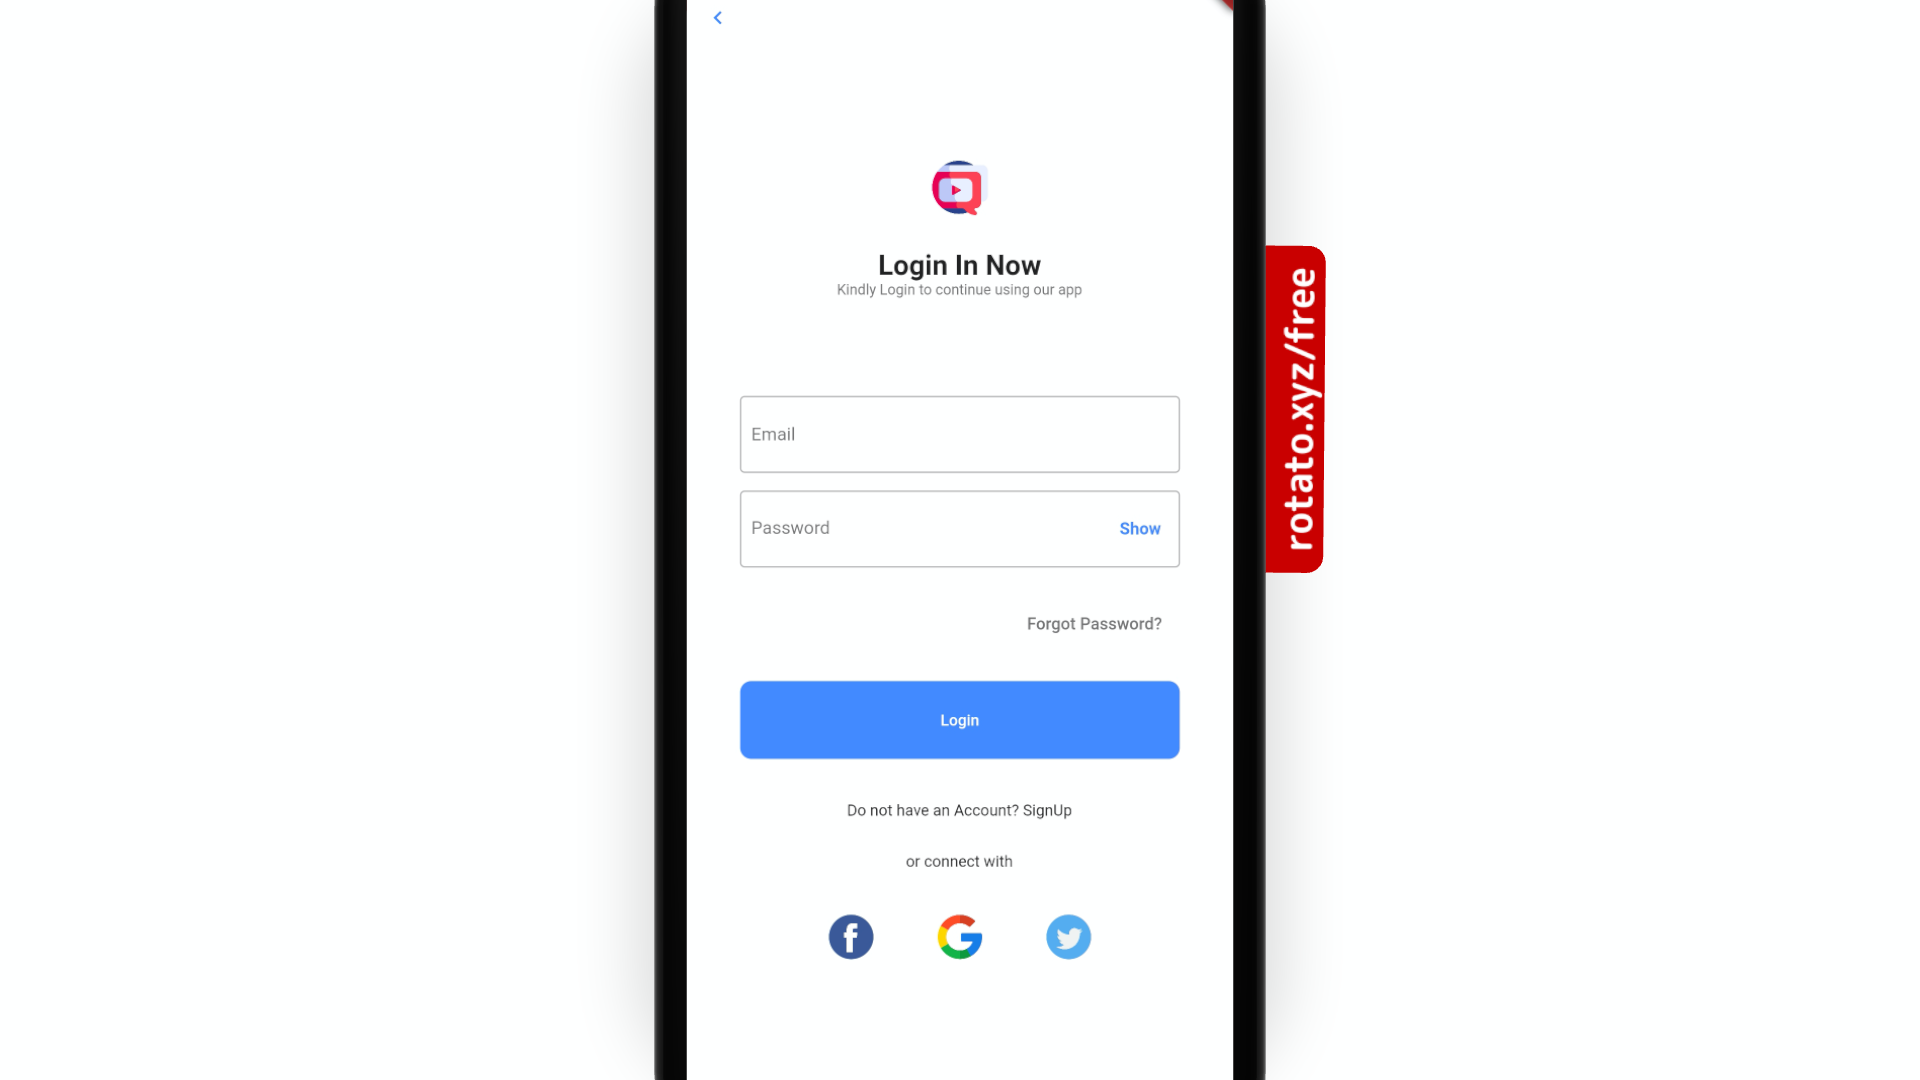 Login In Now
Kindly Login to continue using our app
Email
Password
Show
Forgot Password?
Login
Do not have an Account? SignUp
or connect with
rotato.xyz/free